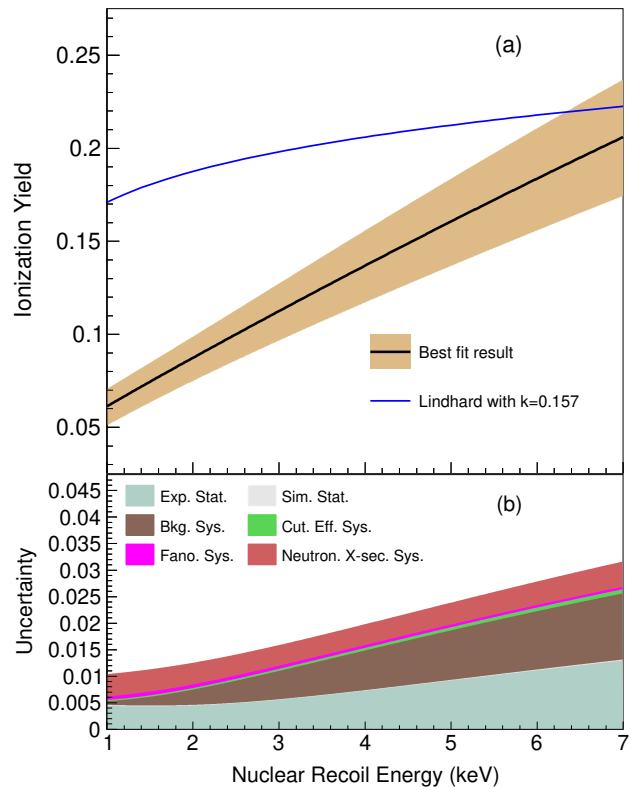 (a)
0.25
0.2
0.15
0.1
0.05
Ionization Yield
Best fit result
Lindhard with k=0.157
(b)
0.045
0.04
0.035
0.03
0.025
0.02
0.015
0.01
0.005
0
Uncertainty
Exp. Stat.
Sim. Stat.
Bkg. Sys.
Cut. Eff. Sys.
Fano. Sys.
Neutron. X-sec. Sys.
1 2 3 4 5 6 7
Nuclear Recoil Energy (keV)